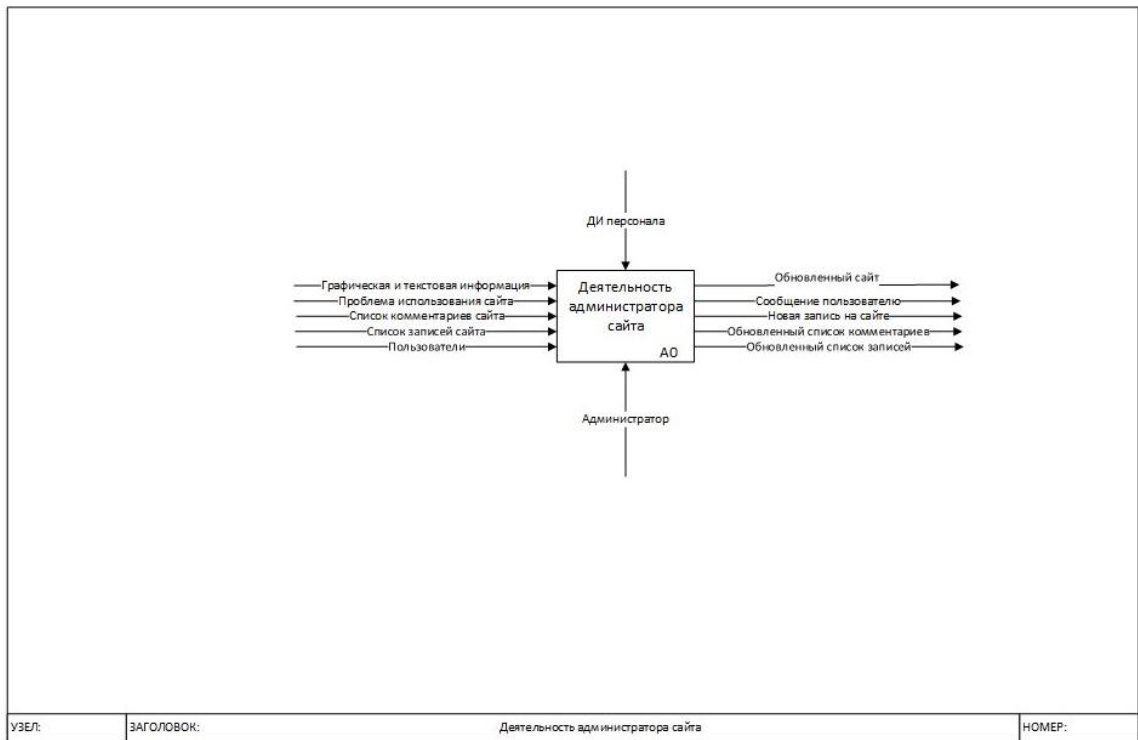 ДИ персонала
Графическая и текстовая информация
Проблема использования сайта
Список комментариев сайта
Список записей сайта
Пользователи
Деятельность
администратора
сайта
А0
Обновленный сайт
Сообщение пользователю
Новая запись на сайте
Обновленный список комментариев
Обновленный список записей
Администратор
УЗЕЛ:
ЗАГОЛОВОК:
Деятельность администратора сайта
НОМЕР: